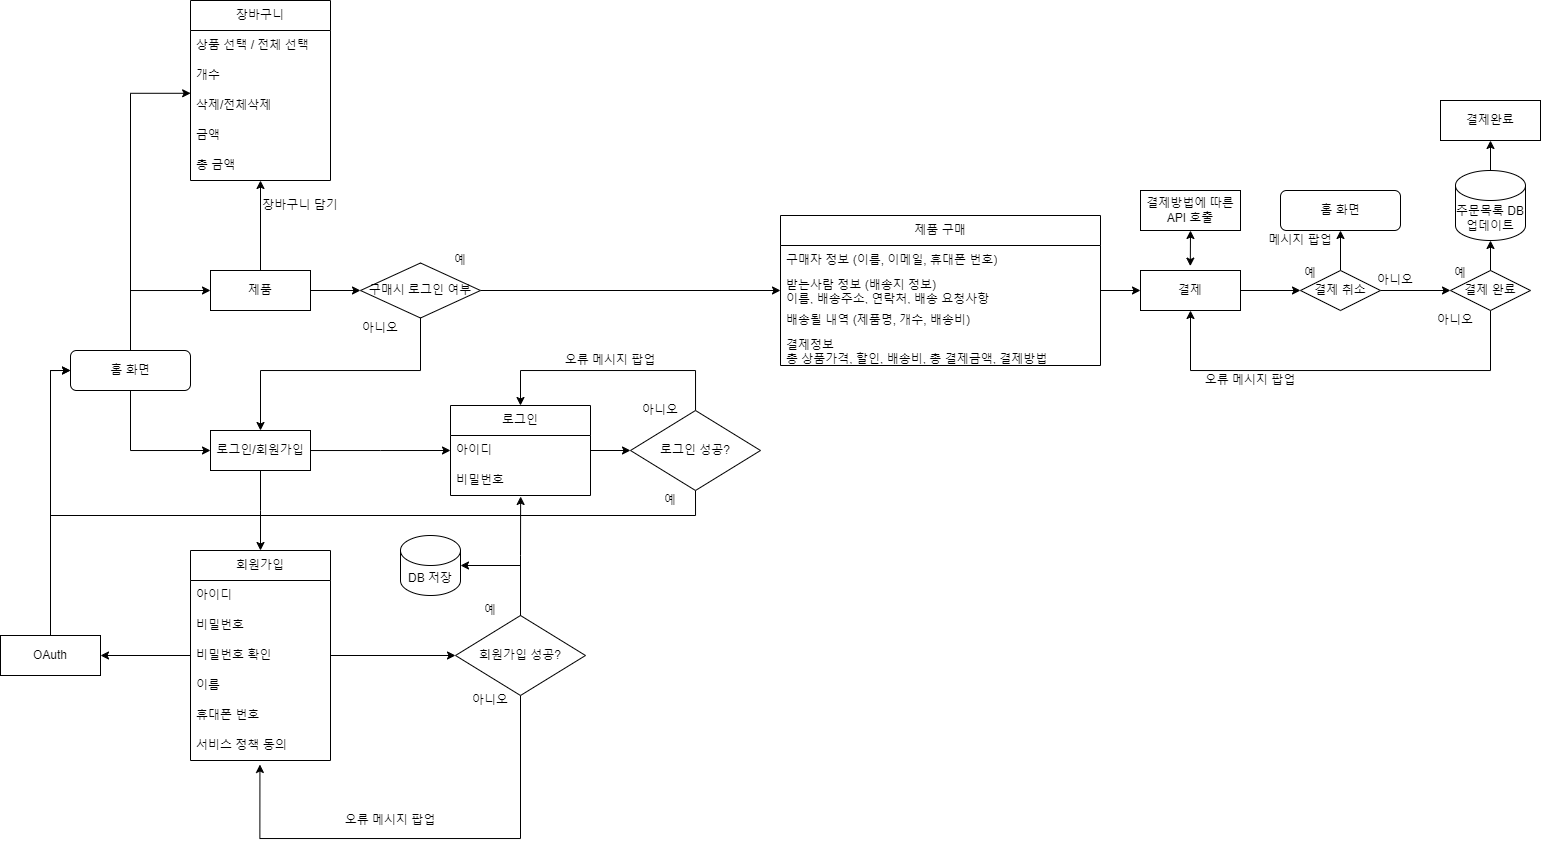 장바구니
상품 선택 / 전체 선택
개수
삭제/전체삭제
금액
총 금액
장바구니 담기
제품
구매시 로그인 여부
예
아니오
홈 화면
로그인/회원가입
제품 구매
구매자 정보 (이름, 이메일, 휴대폰 번호)
받는사람 정보 (배송지 정보)
이름, 배송주소, 연락처, 배송 요청사항
배송될 내역 (제품명, 개수, 배송비)
결제정보
총 상품가격, 할인, 배송비, 총 결제금액, 결제방법
결제방법에 따른
API 호출
결제
홈 화면
메시지 팝업
예
결제 취소
아니오
결제완료
주문목록 DB
업데이트
예
결제 완료
아니오
오류 메시지 팝업
오류 메시지 팝업
로그인
아이디
비밀번호
아니오
로그인 성공?
예
회원가입
아이디
비밀번호
비밀번호 확인
이름
휴대폰 번호
서비스 정책 동의
OAuth
DB 저장
예
회원가입 성공?
아니오
오류 메시지 팝업